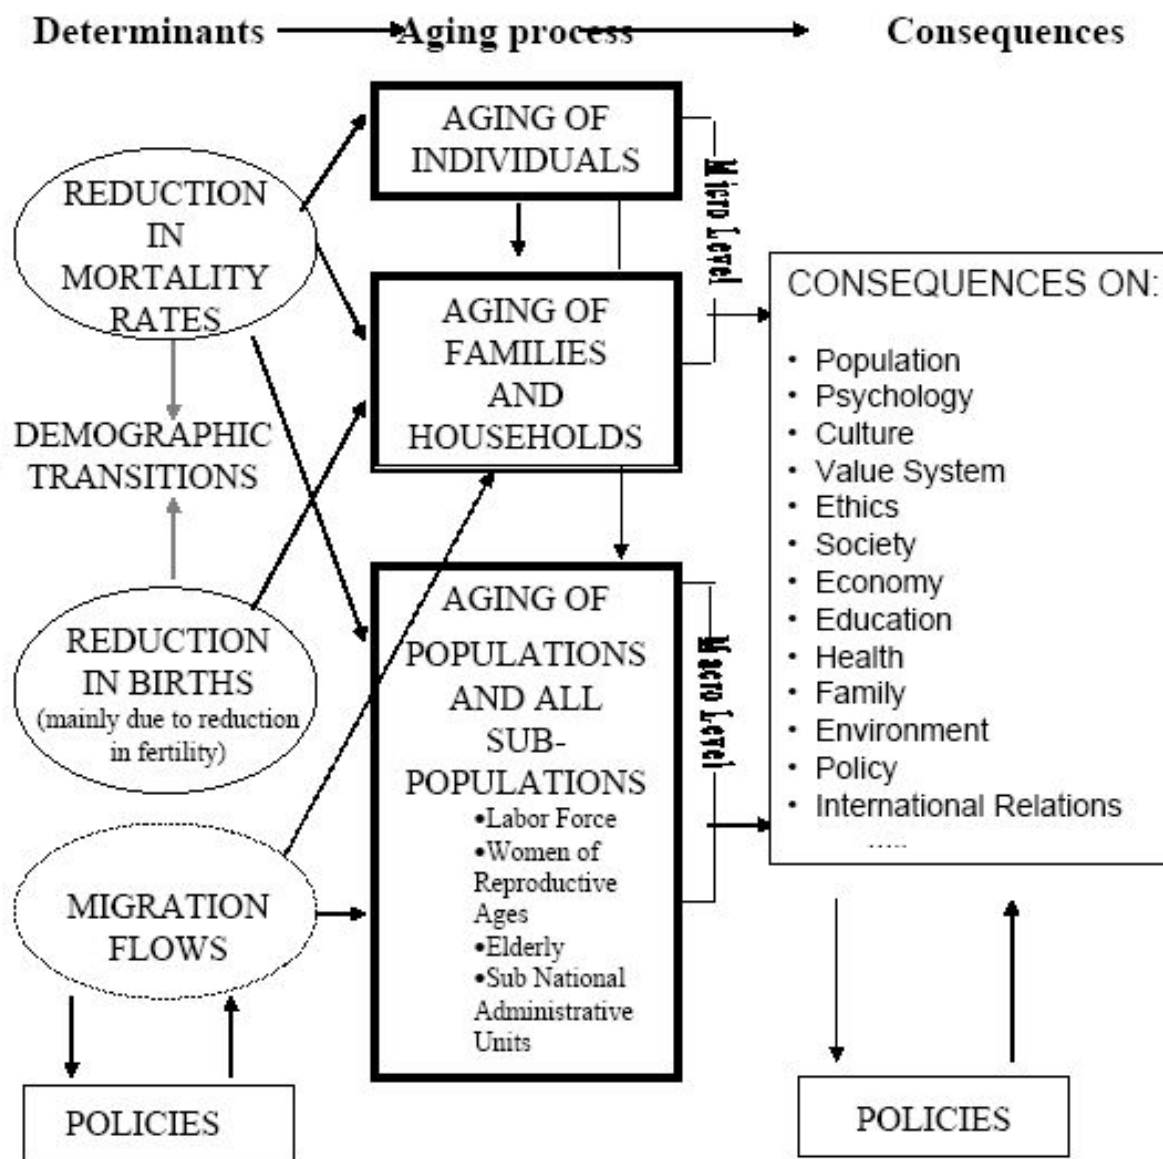 Determinants
Aging process
Consequences
REDUCTION
IN
MORTALITY
RATES
DEMOGRAPHIC
TRANSITIONS
REDUCTION
IN BIRTHS
(mainly due to reduction
in fertility)
MIGRATION
FLOWS
POLICIES
AGING OF
INDIVIDUALS
AGING OF
FAMILIES
AND
HOUSEHOLDS
Micro Level
AGING OF
POPULATIONS
AND ALL
SUB-
POPULATIONS
•Labor Force
•Women of
Reproductive
Ages
•Elderly
•Sub National
Administrative
Units
Macro Level
CONSEQUENCES ON:
• Population
• Psychology
• Culture
• Value System
• Ethics
• Society
• Economy
• Education
• Health
• Family
• Environment
• Policy
• International Relations
....
POLICIES